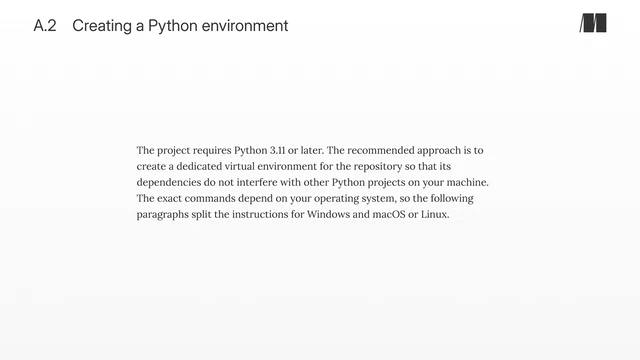 A.2 Creating a Python environment
The project requires Python 3.11 or later. The recommended approach is to
create a dedicated virtual environment for the repository so that its
dependencies do not interfere with other Python projects on your machine.
The exact commands depend on your operating system, so the following
paragraphs split the instructions for Windows and macOS or Linux.